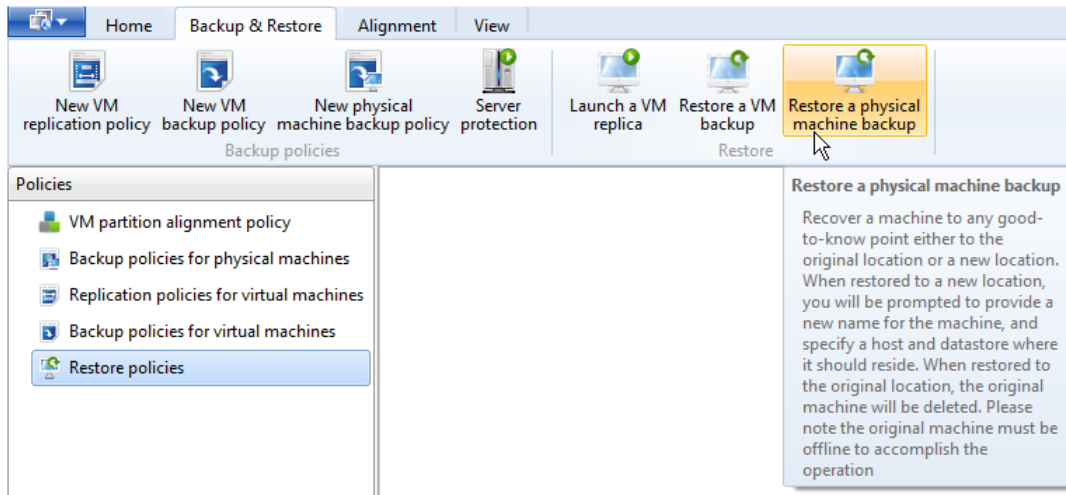 Home Backup & Restore Alignment View
New VM
replication policy
New VM
backup policy
New physical
machine backup policy
Server
protection
Backup policies
Launch a VM
replica
Restore a VM
backup
Restore a physical
machine backup
Restore
Policies
VM partition alignment policy
Backup policies for physical machines
Replication policies for virtual machines
Backup policies for virtual machines
Restore policies
Restore a physical machine backup
Recover a machine to any good-
to-know point either to the
original location or a new location.
When restored to a new location,
you will be prompted to provide a
new name for the machine, and
specify a host and datastore where
it should reside. When restored to
the original location, the original
machine will be deleted. Please
note the original machine must be
offline to accomplish the
operation